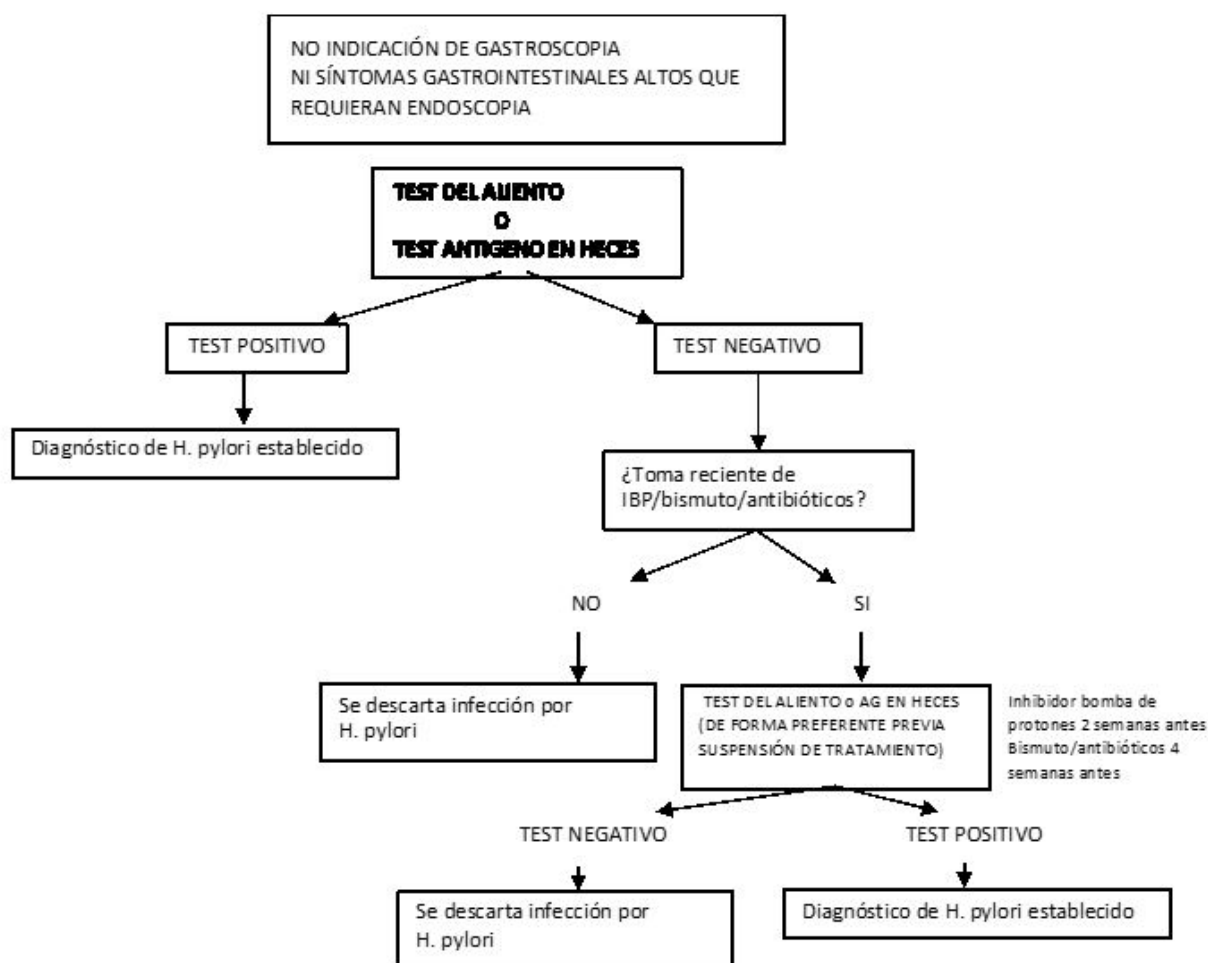 NO INDICACIÓN DE GASTROSCOPIA
NI SÍNTOMAS GASTROINTESTINALES ALTOS QUE
REQUIERAN ENDOSCOPIA
TEST DEL ALIENTO
O
TEST ANTIGENO EN HECES
TEST POSITIVO
TEST NEGATIVO
Diagnóstico de H. pylori establecido
¿Toma reciente de
IBP/bismuto/antibióticos?
NO
SI
Se descarta infección por
H. pylori
TEST DEL ALIENTO o AG EN HECES
(DE FORMA PREFERENTE PREVIA
SUSPENSIÓN DE TRATAMIENTO)
Inhibidor bomba de
protones 2 semanas antes
Bismuto/antibióticos 4
semanas antes
TEST NEGATIVO
TEST POSITIVO
Se descarta infección por
H. pylori
Diagnóstico de H. pylori establecido